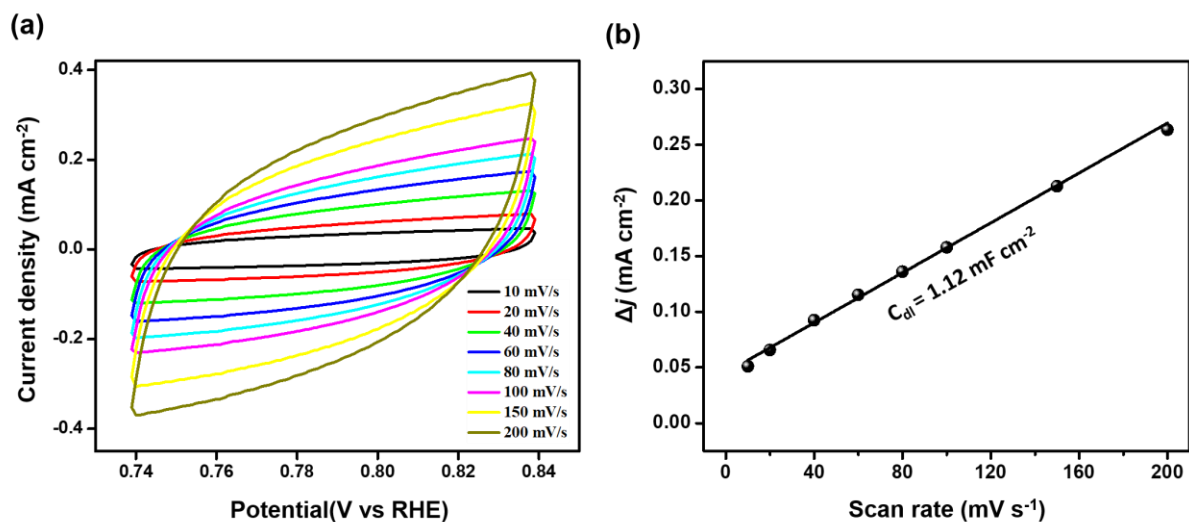 (a)
Current density (mA cm⁻²)
0.4
0.2
0.0
-0.2
-0.4
10 mV/s
20 mV/s
40 mV/s
60 mV/s
80 mV/s
100 mV/s
150 mV/s
200 mV/s
0.74 0.76 0.78 0.80 0.82 0.84
Potential(V vs RHE)
(b)
Δj (mA cm⁻²)
0.30
0.25
0.20
0.15
0.10
0.05
0.00
C_dl = 1.12 mF cm⁻²
0 40 80 120 160 200
Scan rate (mV s⁻¹)